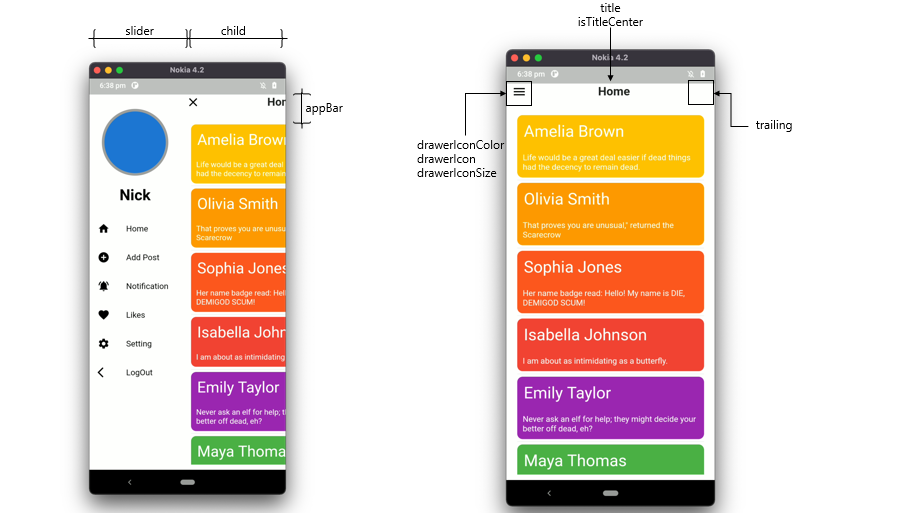 slider
child
Nokia 4.2
6:38 pm
Hom
appBar
Nick
Home
Add Post
Notification
Likes
Setting
LogOut
Amelia Brown
Life would be a great deal
had the decency to remain
Olivia Smith
That proves you are unusu
Scarecrow
Sophia Jones
Her name badge read: Hell
DEMIGOD SCUM!
Isabella John
I am about as intimidating
Emily Taylor
Never ask an elf for help; th
better off dead, eh?
Maya Thoma
title
isTitleCenter
Nokia 4.2
6:38 pm
Home
drawerIconColor
drawerIcon
drawerIconSize
trailing
Amelia Brown
Life would be a great deal easier if dead things
had the decency to remain dead.
Olivia Smith
That proves you are unusual," returned the
Scarecrow
Sophia Jones
Her name badge read: Hello! My name is DIE,
DEMIGOD SCUM!
Isabella Johnson
I am about as intimidating as a butterfly.
Emily Taylor
Never ask an elf for help; they might decide your
better off dead, eh?
Maya Thomas